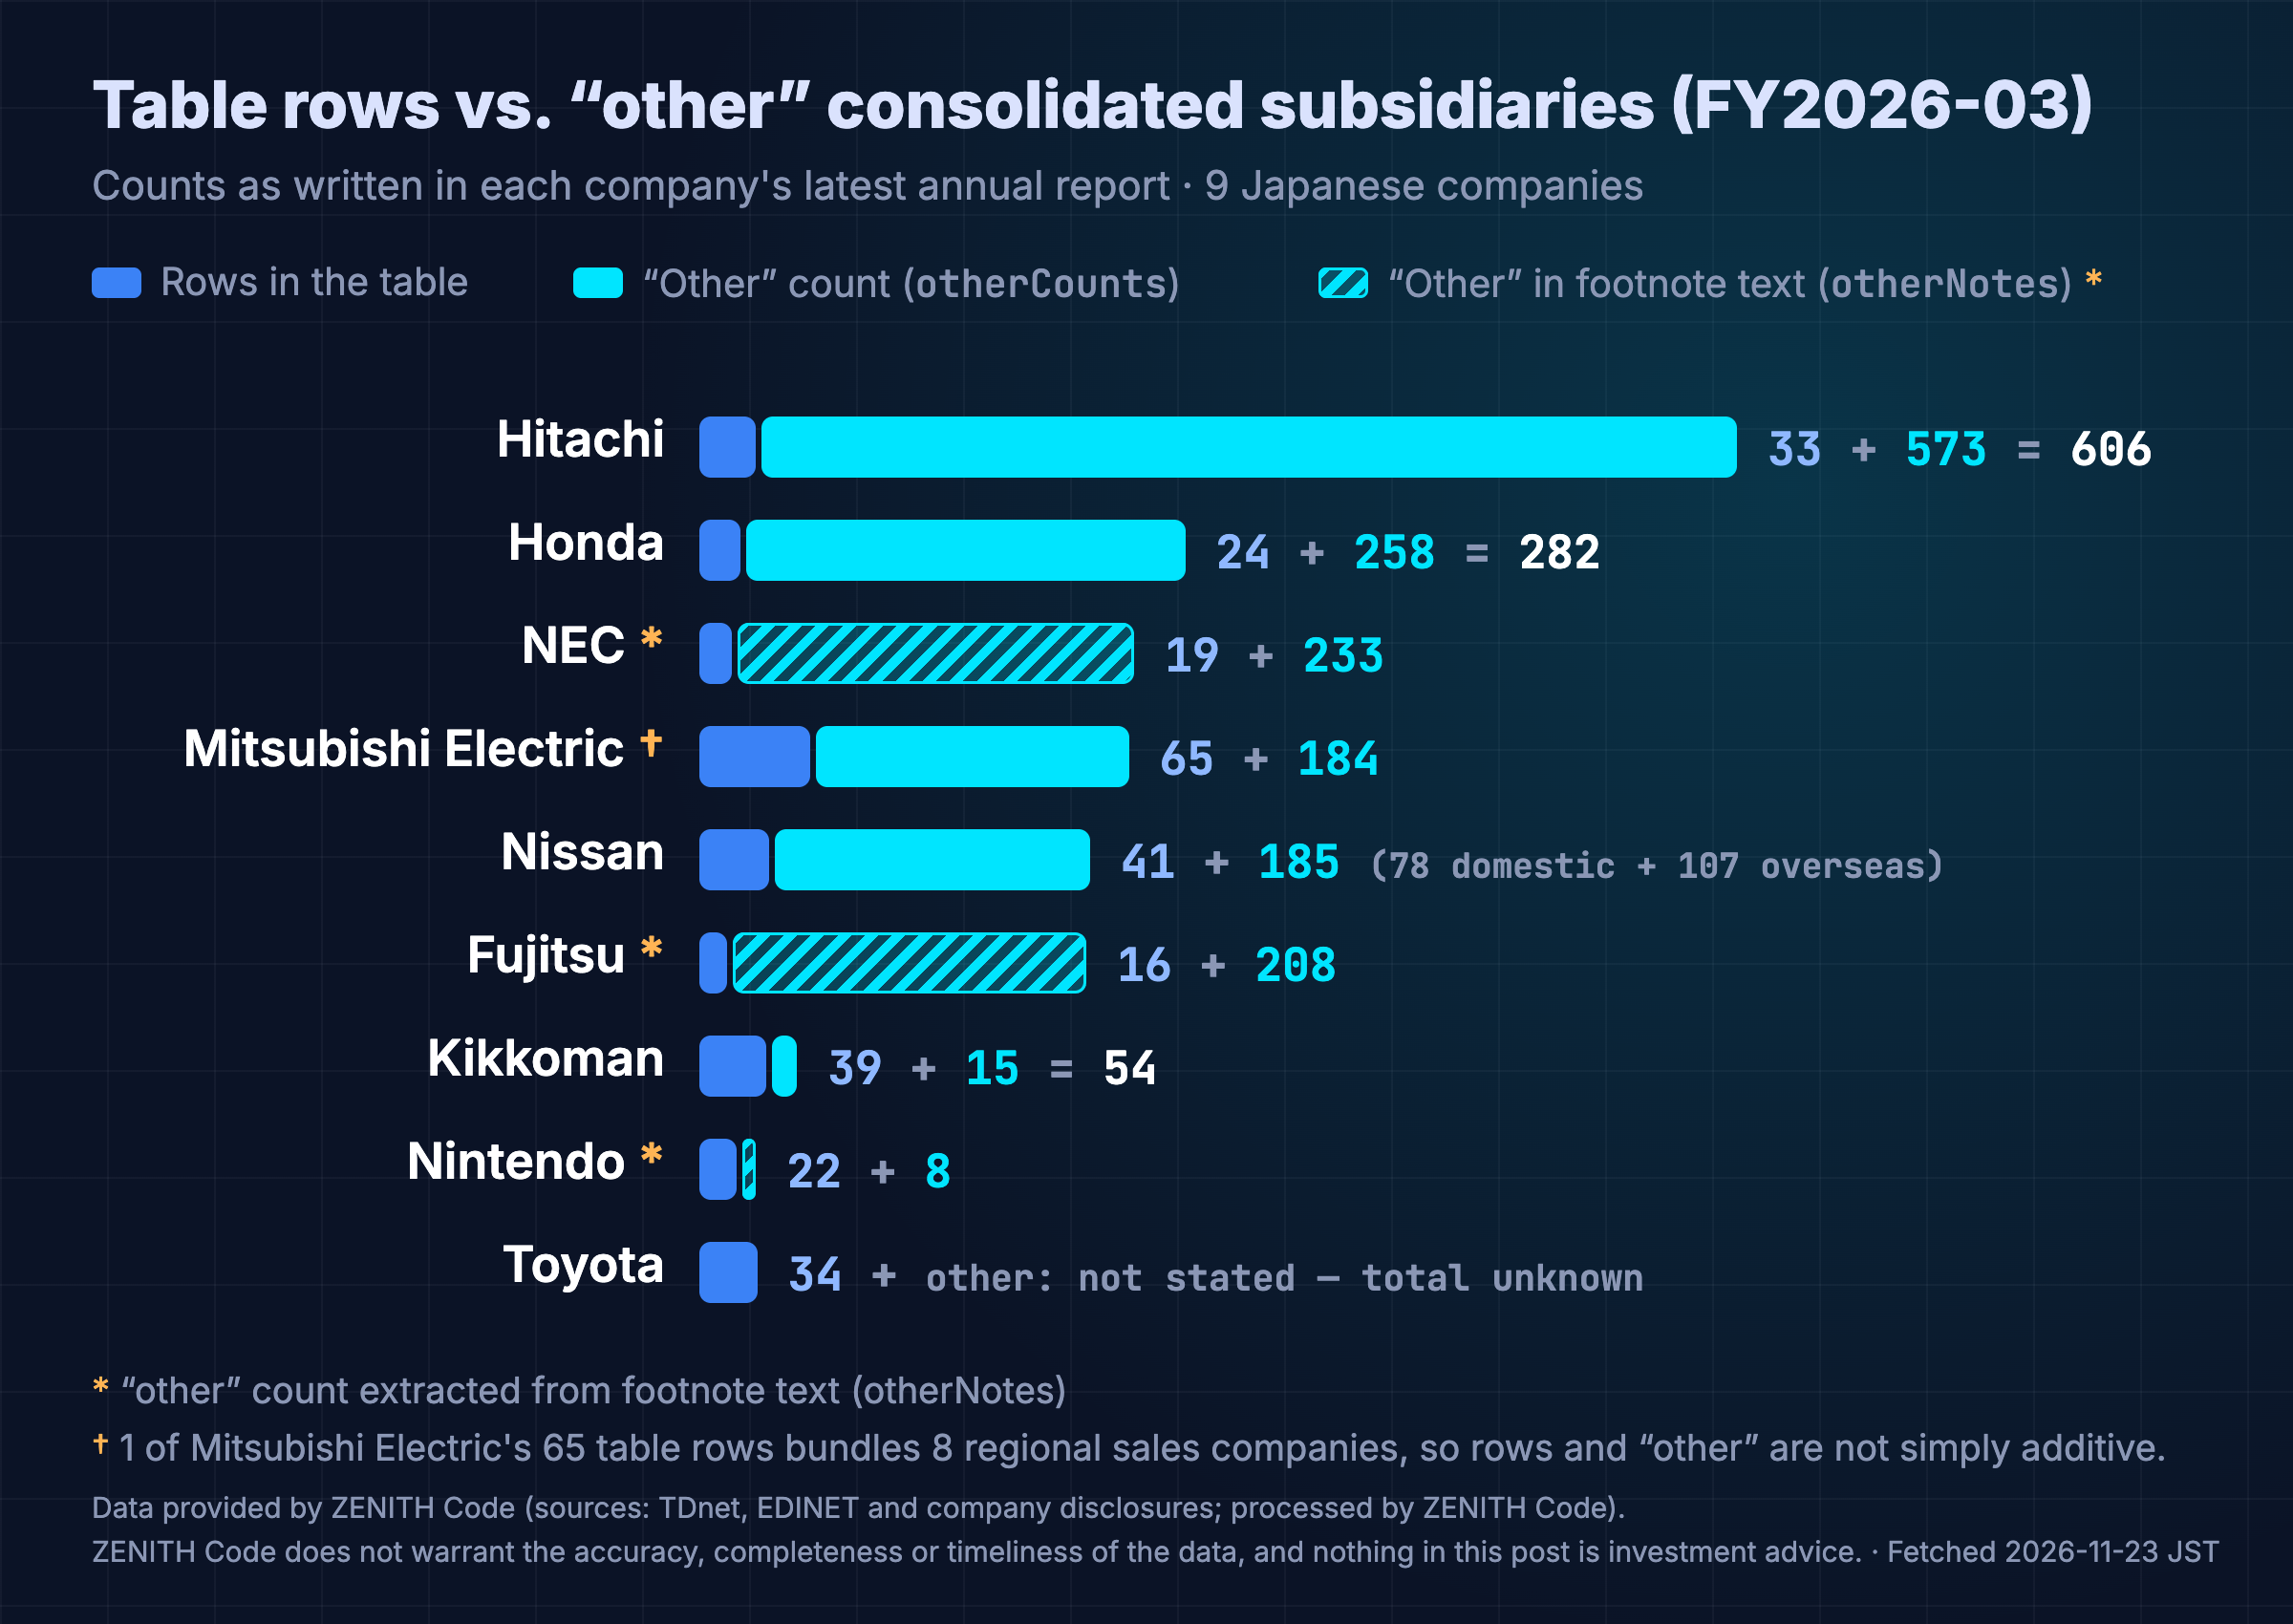 Table rows vs. “other” consolidated subsidiaries (FY2026-03)
Counts as written in each company's latest annual report · 9 Japanese companies
Rows in the table “Other” count (otherCounts) “Other” in footnote text (otherNotes) *
Hitachi 33 + 573 = 606
Honda 24 + 258 = 282
NEC * 19 + 233
Mitsubishi Electric † 65 + 184
Nissan 41 + 185 (78 domestic + 107 overseas)
Fujitsu * 16 + 208
Kikkoman 39 + 15 = 54
Nintendo * 22 + 8
Toyota 34 + other: not stated — total unknown
* “other” count extracted from footnote text (otherNotes)
† 1 of Mitsubishi Electric's 65 table rows bundles 8 regional sales companies, so rows and “other” are not simply additive.
Data provided by ZENITH Code (sources: TDnet, EDINET and company disclosures; processed by ZENITH Code).
ZENITH Code does not warrant the accuracy, completeness or timeliness of the data, and nothing in this post is investment advice. · Fetched 2026-11-23 JST